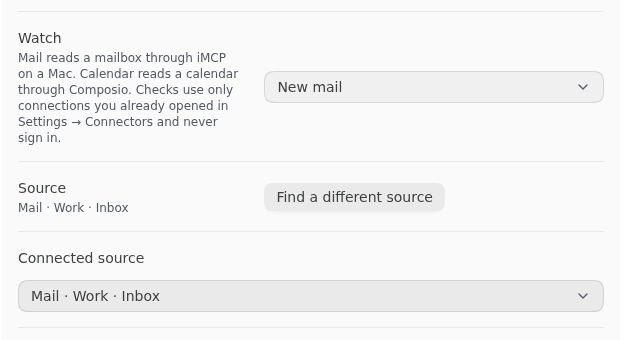 Watch
Mail reads a mailbox through iMCP
on a Mac. Calendar reads a calendar
through Composio. Checks use only
connections you already opened in
Settings → Connectors and never
sign in.
New mail
Source
Mail · Work · Inbox
Find a different source
Connected source
Mail · Work · Inbox